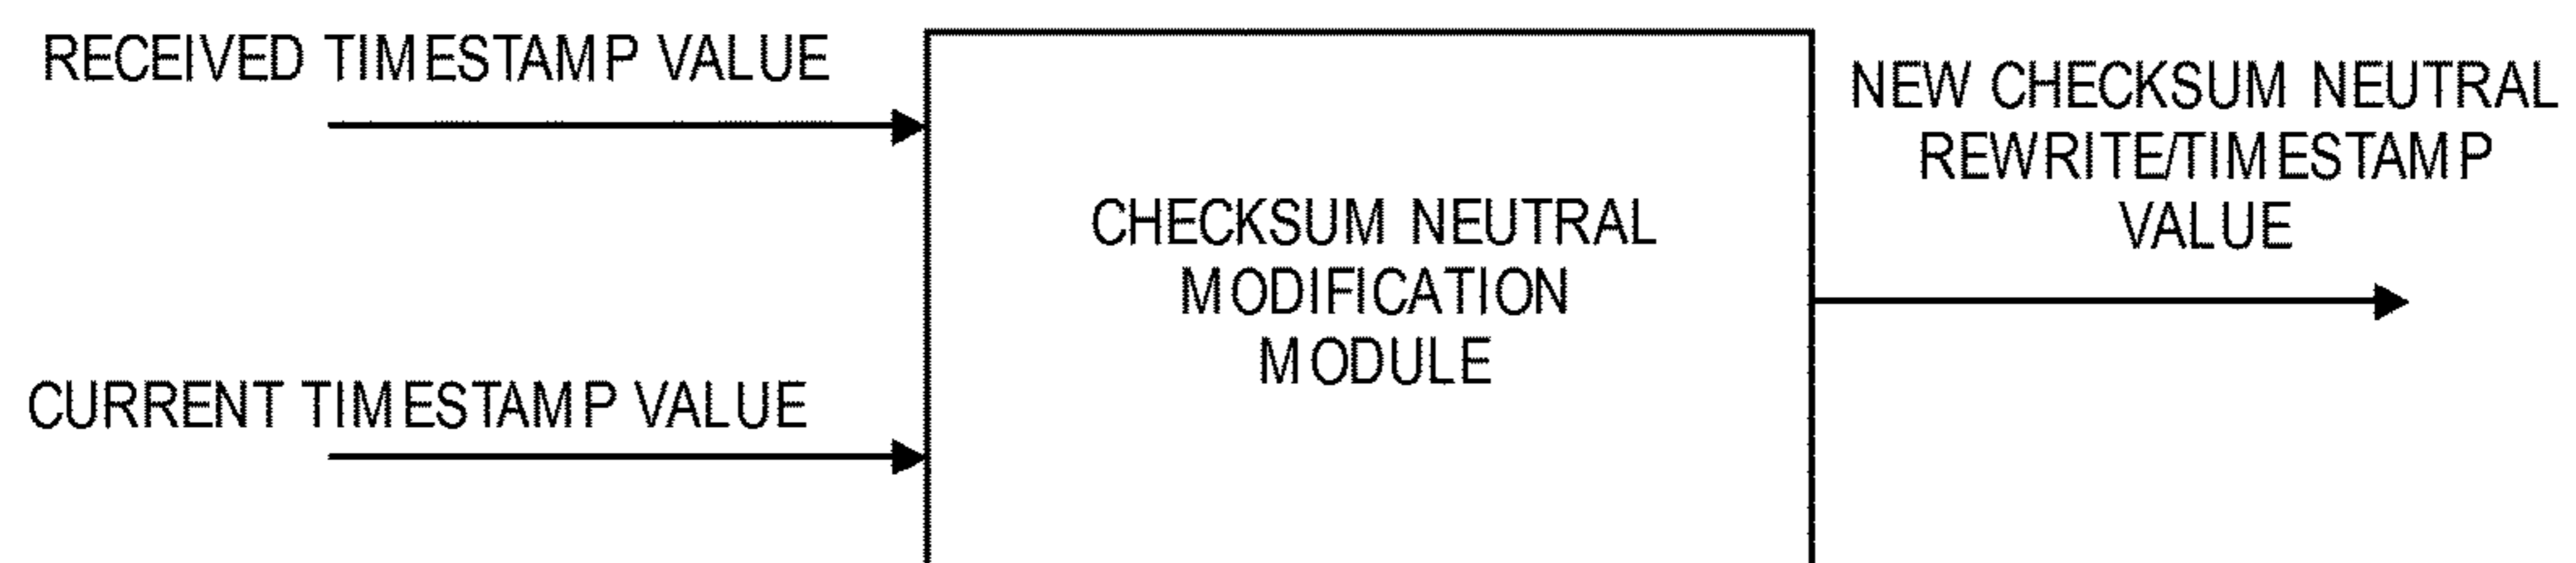 RECEIVED TIMESTAMP VALUE
CURRENT TIMESTAMP VALUE
CHECKSUM NEUTRAL
MODIFICATION
MODULE
NEW CHECKSUM NEUTRAL
REWRITE/TIMESTAMP
VALUE